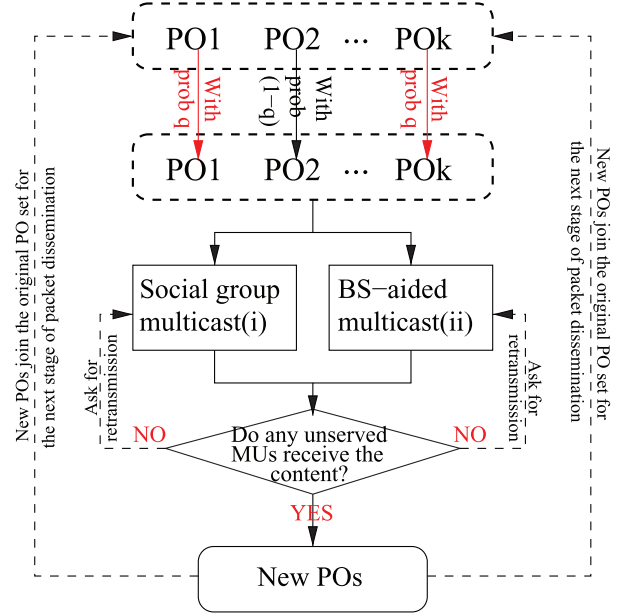 PO1 PO2 ... POk
With
prob q
With
prob
(1−q)
With
prob q
PO1 PO2 ... POk
Social group
multicast(i)
BS−aided
multicast(ii)
Ask for
retransmission
Ask for
retransmission
NO
Do any unserved
MUs receive the
content?
NO
YES
New POs
New POs join the original PO set for
the next stage of packet dissemination
New POs join the original PO set for
the next stage of packet dissemination